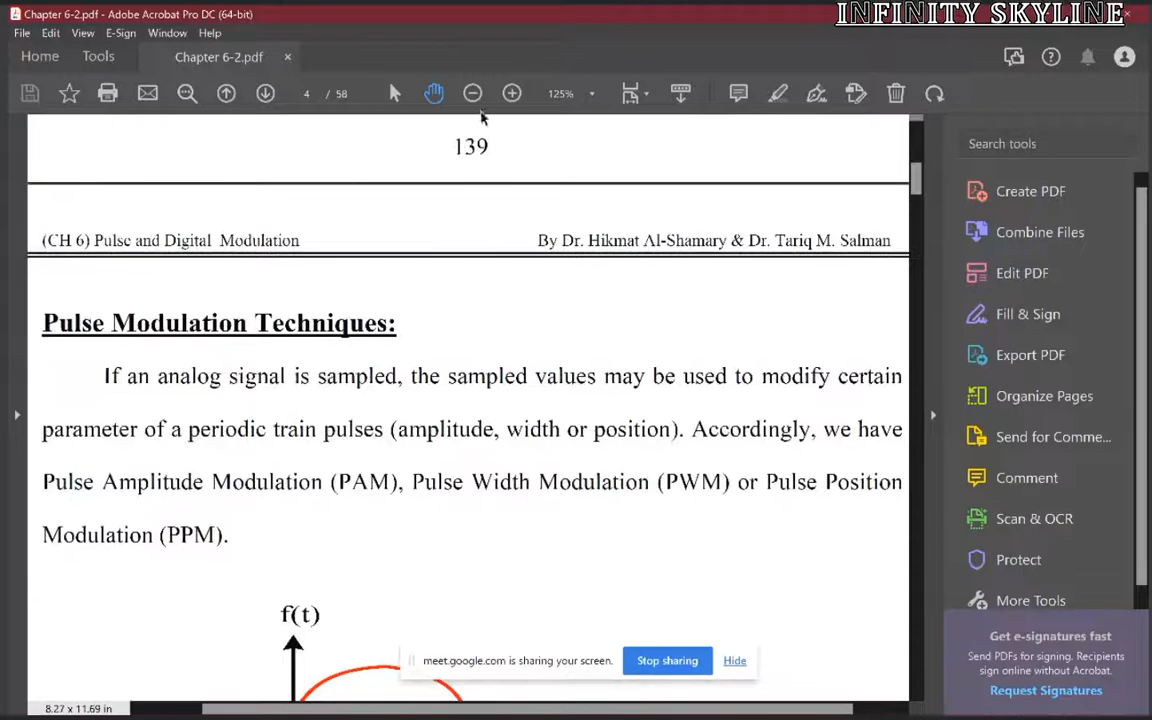 Chapter 6-2.pdf - Adobe Acrobat Pro DC (64-bit)
INFINITY SKYLINE
File Edit View E-Sign Window Help
Home Tools Chapter 6-2.pdf ×
4 / 58 125%
139
(CH 6) Pulse and Digital Modulation By Dr. Hikmat Al-Shamary & Dr. Tariq M. Salman
Pulse Modulation Techniques:
If an analog signal is sampled, the sampled values may be used to modify certain
parameter of a periodic train pulses (amplitude, width or position). Accordingly, we have
Pulse Amplitude Modulation (PAM), Pulse Width Modulation (PWM) or Pulse Position
Modulation (PPM).
f(t)
meet.google.com is sharing your screen. Stop sharing Hide
8.27 x 11.69 in
Search tools
Create PDF
Combine Files
Edit PDF
Fill & Sign
Export PDF
Organize Pages
Send for Comme...
Comment
Scan & OCR
Protect
More Tools
Get e-signatures fast
Send PDFs for signing. Recipients
sign online without Acrobat.
Request Signatures